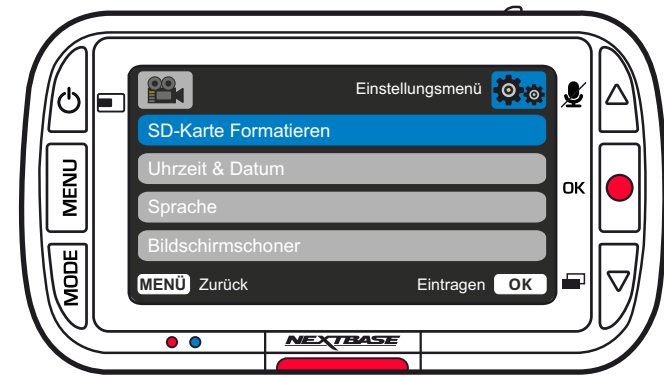 Einstellungsmenü
SD-Karte Formatieren
Uhrzeit & Datum
Sprache
Bildschirmschoner
MENÜ Zurück Eintragen OK
MENU
MODE
OK
NEXTBASE